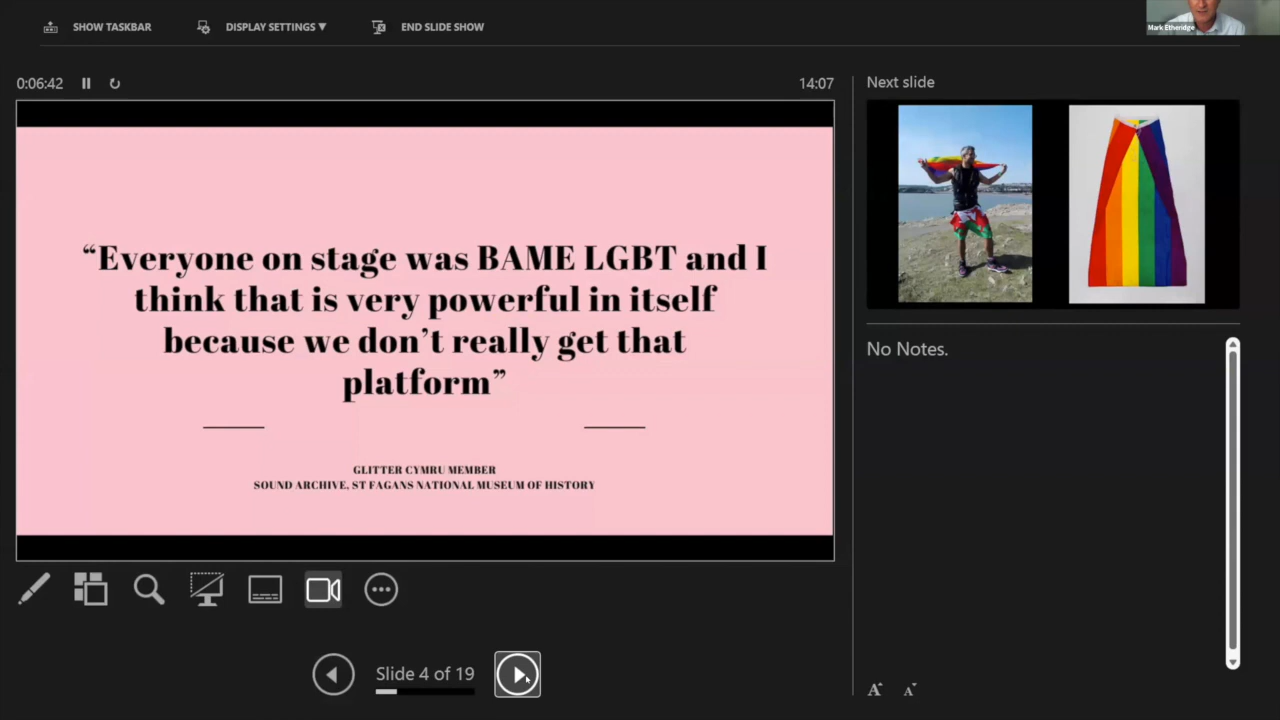 SHOW TASKBAR
DISPLAY SETTINGS ▼
END SLIDE SHOW
Mark Etheridge
0:06:42
14:07
Next slide
“Everyone on stage was BAME LGBT and I
think that is very powerful in itself
because we don’t really get that
platform”
GLITTER CYMRU MEMBER
SOUND ARCHIVE, ST FAGANS NATIONAL MUSEUM OF HISTORY
No Notes.
Slide 4 of 19
A A